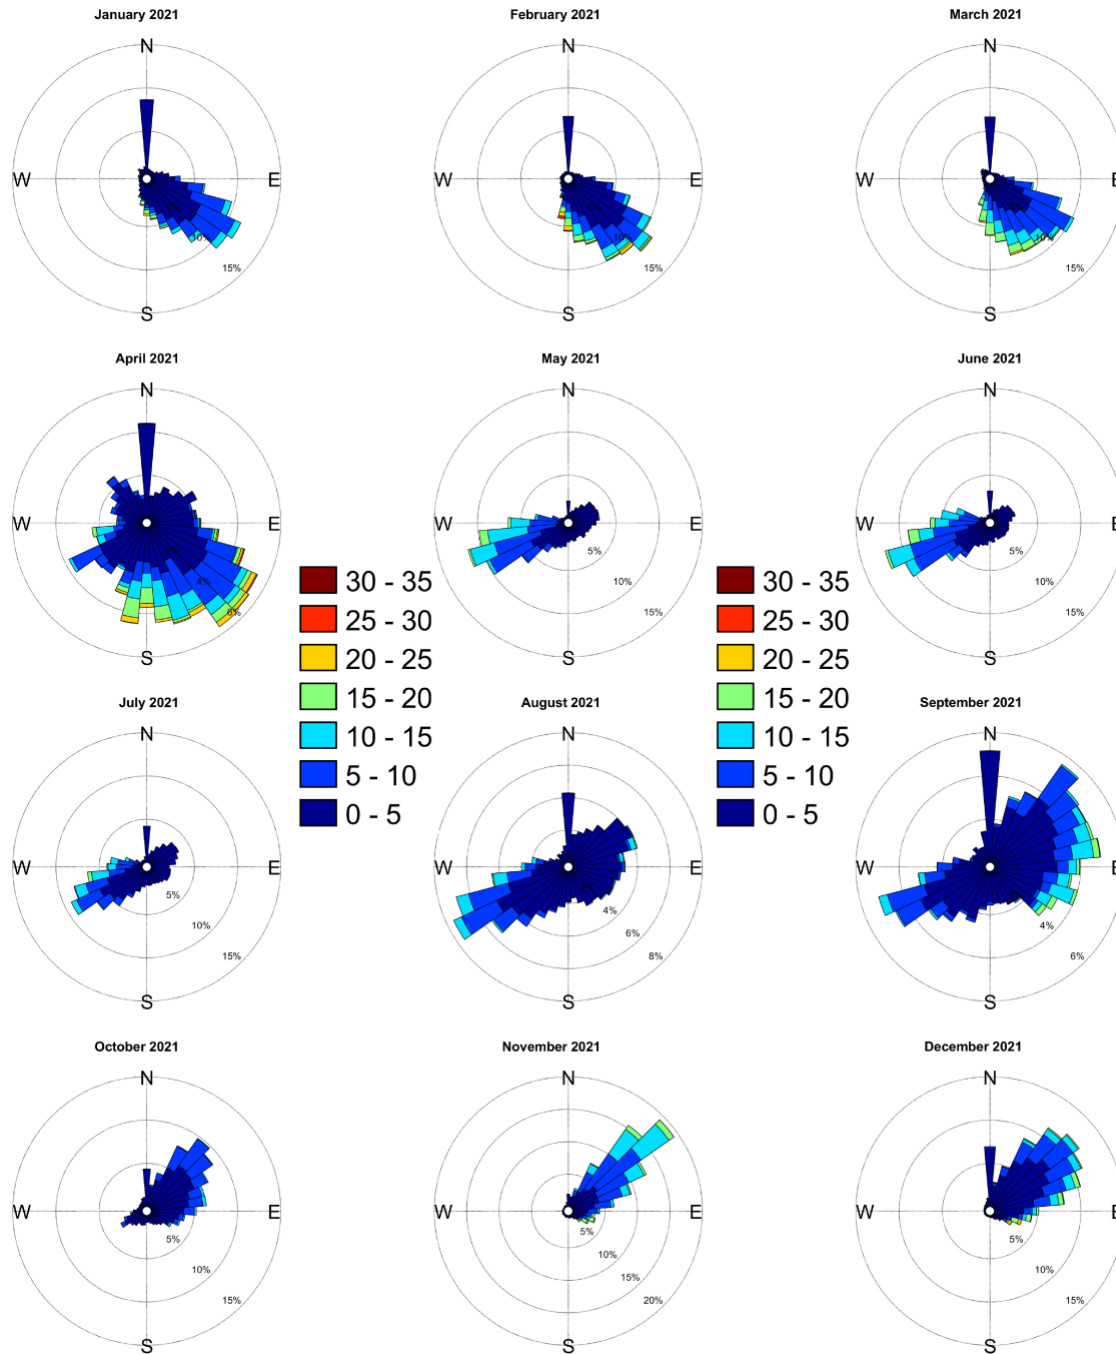 January 2021
February 2021
March 2021
N
N
N
W
E
W
E
W
E
10%
10%
10%
15%
15%
15%
S
S
S
April 2021
May 2021
June 2021
N
N
N
W
E
W
E
W
E
4%
6%
5%
10%
15%
5%
10%
15%
S
S
S
30 - 35
25 - 30
20 - 25
15 - 20
10 - 15
5 - 10
0 - 5
30 - 35
25 - 30
20 - 25
15 - 20
10 - 15
5 - 10
0 - 5
July 2021
August 2021
September 2021
N
N
N
W
E
W
E
W
E
5%
10%
15%
4%
6%
8%
4%
6%
S
S
S
October 2021
November 2021
December 2021
N
N
N
W
E
W
E
W
E
5%
10%
15%
5%
10%
15%
20%
5%
10%
15%
S
S
S